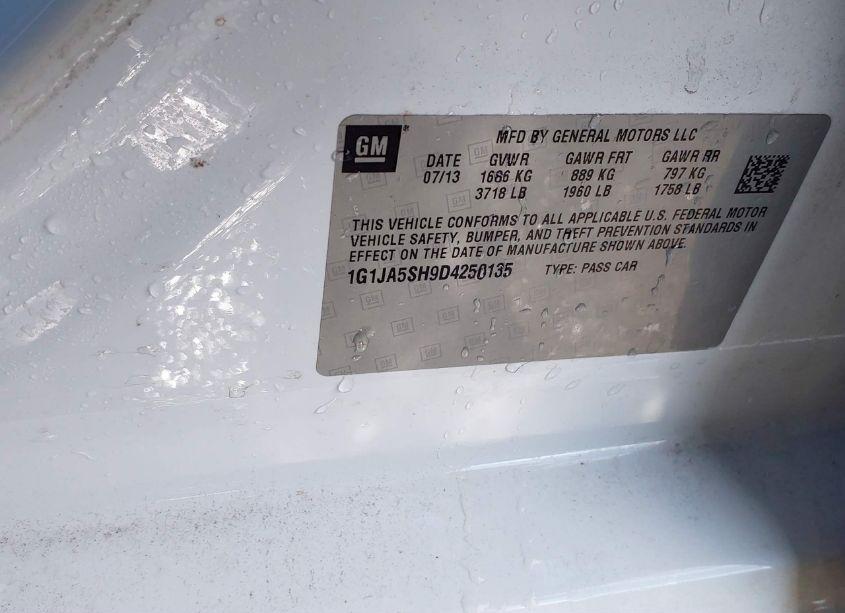 GM
MFD BY GENERAL MOTORS LLC
DATE GVWR GAWR FRT GAWR RR
07/13 1686 KG 889 KG 797 KG
3718 LB 1960 LB 1758 LB
THIS VEHICLE CONFORMS TO ALL APPLICABLE U.S. FEDERAL MOTOR
VEHICLE SAFETY, BUMPER, AND THEFT PREVENTION STANDARDS IN
EFFECT ON THE DATE OF MANUFACTURE SHOWN ABOVE.
1G1JA5SH9D4250135 TYPE: PASS CAR